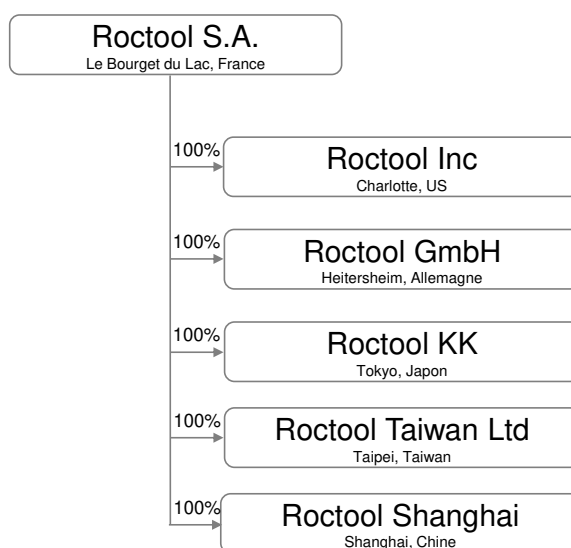 Roctool S.A.
Le Bourget du Lac, France
100%
Roctool Inc
Charlotte, US
100%
Roctool GmbH
Heitersheim, Allemagne
100%
Roctool KK
Tokyo, Japon
100%
Roctool Taiwan Ltd
Taipei, Taiwan
100%
Roctool Shanghai
Shanghai, Chine